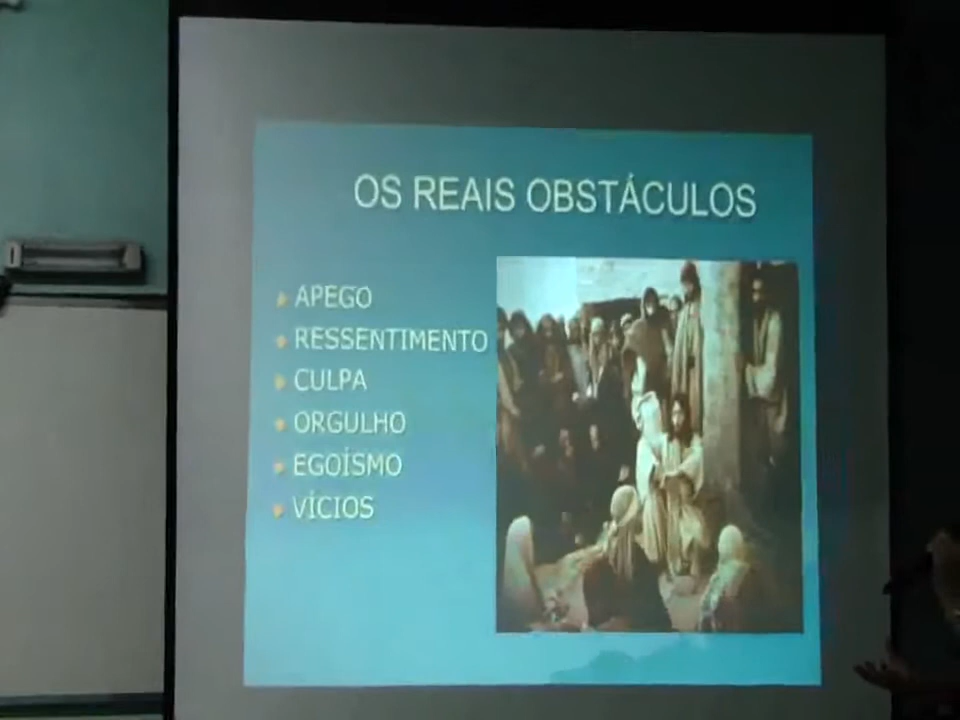 OS REAIS OBSTÁCULOS
APEGO
RESSENTIMENTO
CULPA
ORGULHO
EGOÍSMO
VÍCIOS